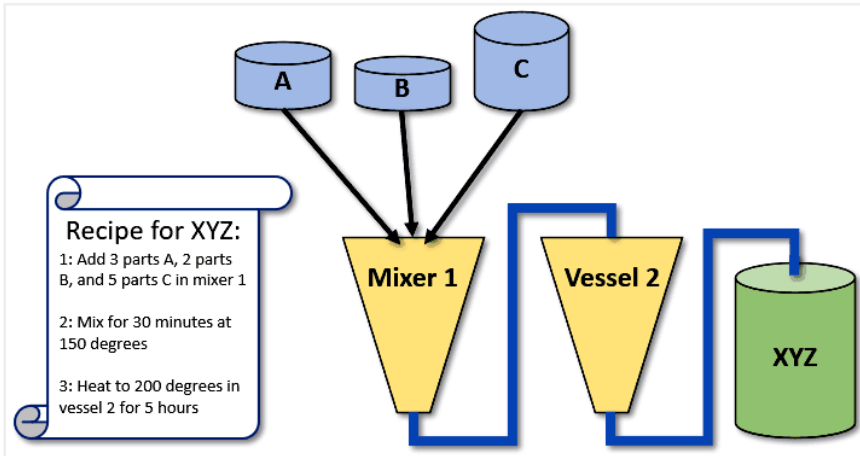 A
B
C
Recipe for XYZ:
1: Add 3 parts A, 2 parts
B, and 5 parts C in mixer 1
2: Mix for 30 minutes at
150 degrees
3: Heat to 200 degrees in
vessel 2 for 5 hours
Mixer 1
Vessel 2
XYZ